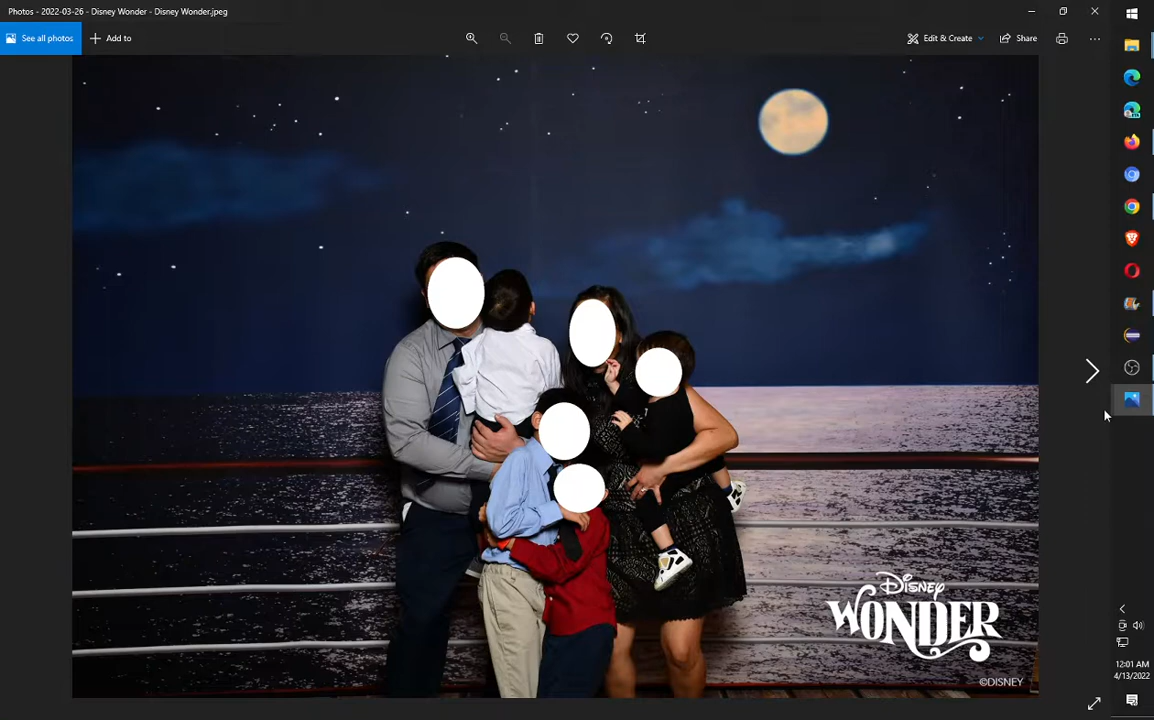 Photos - 2022-03-26 - Disney Wonder - Disney Wonder.jpeg
See all photos
Add to
Edit & Create
Share
DISNEY
WONDER
©DISNEY
12:01 AM
4/13/2022